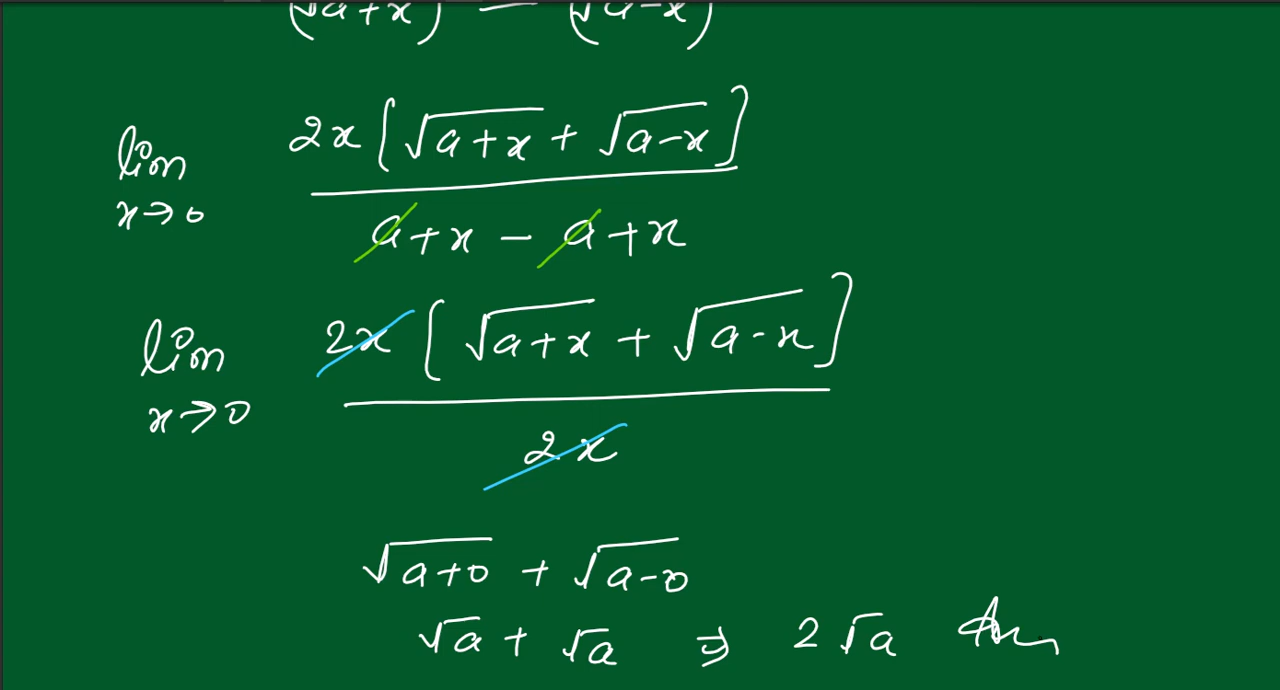 (√a+x) − (√a−x)
lim x→0 2x[√a+x + √a−x] / a+x − a+x
lim x→0 2x[√a+x + √a−x] / 2x
√a+0 + √a−0
√a + √a ⇒ 2√a Ans